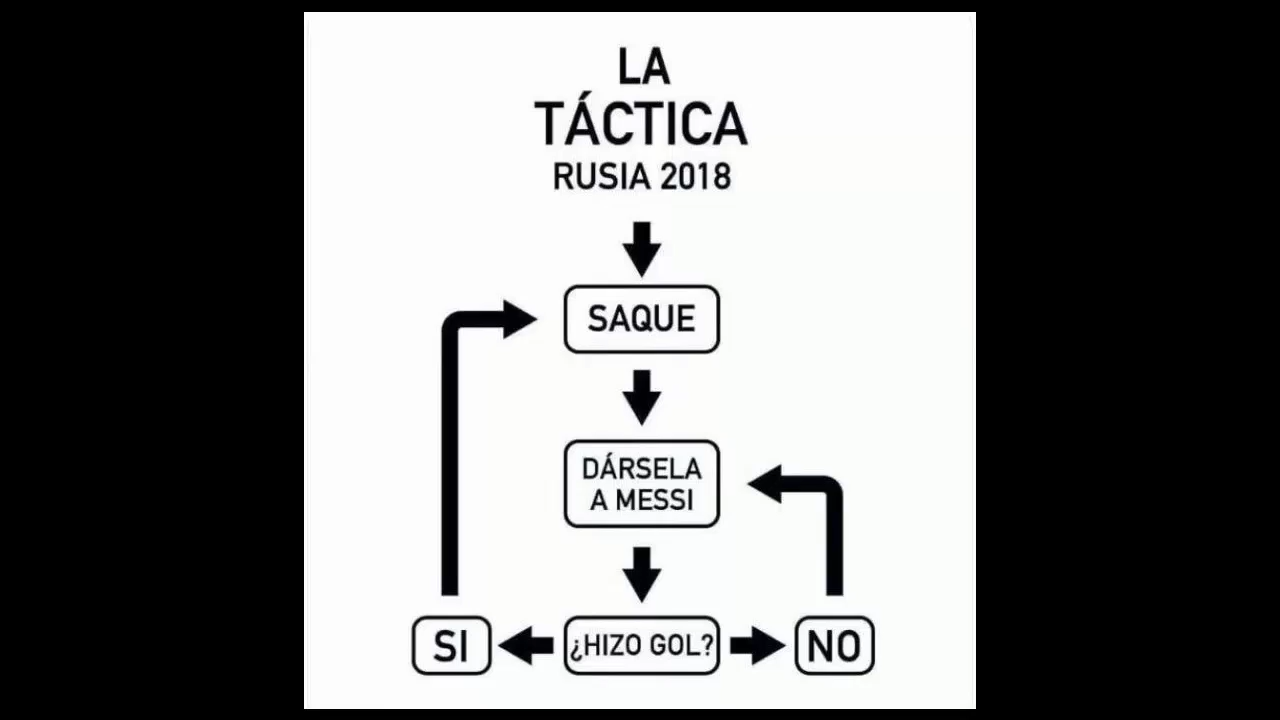 LA
TÁCTICA
RUSIA 2018
SAQUE
DÁRSELA
A MESSI
SI
¿HIZO GOL?
NO